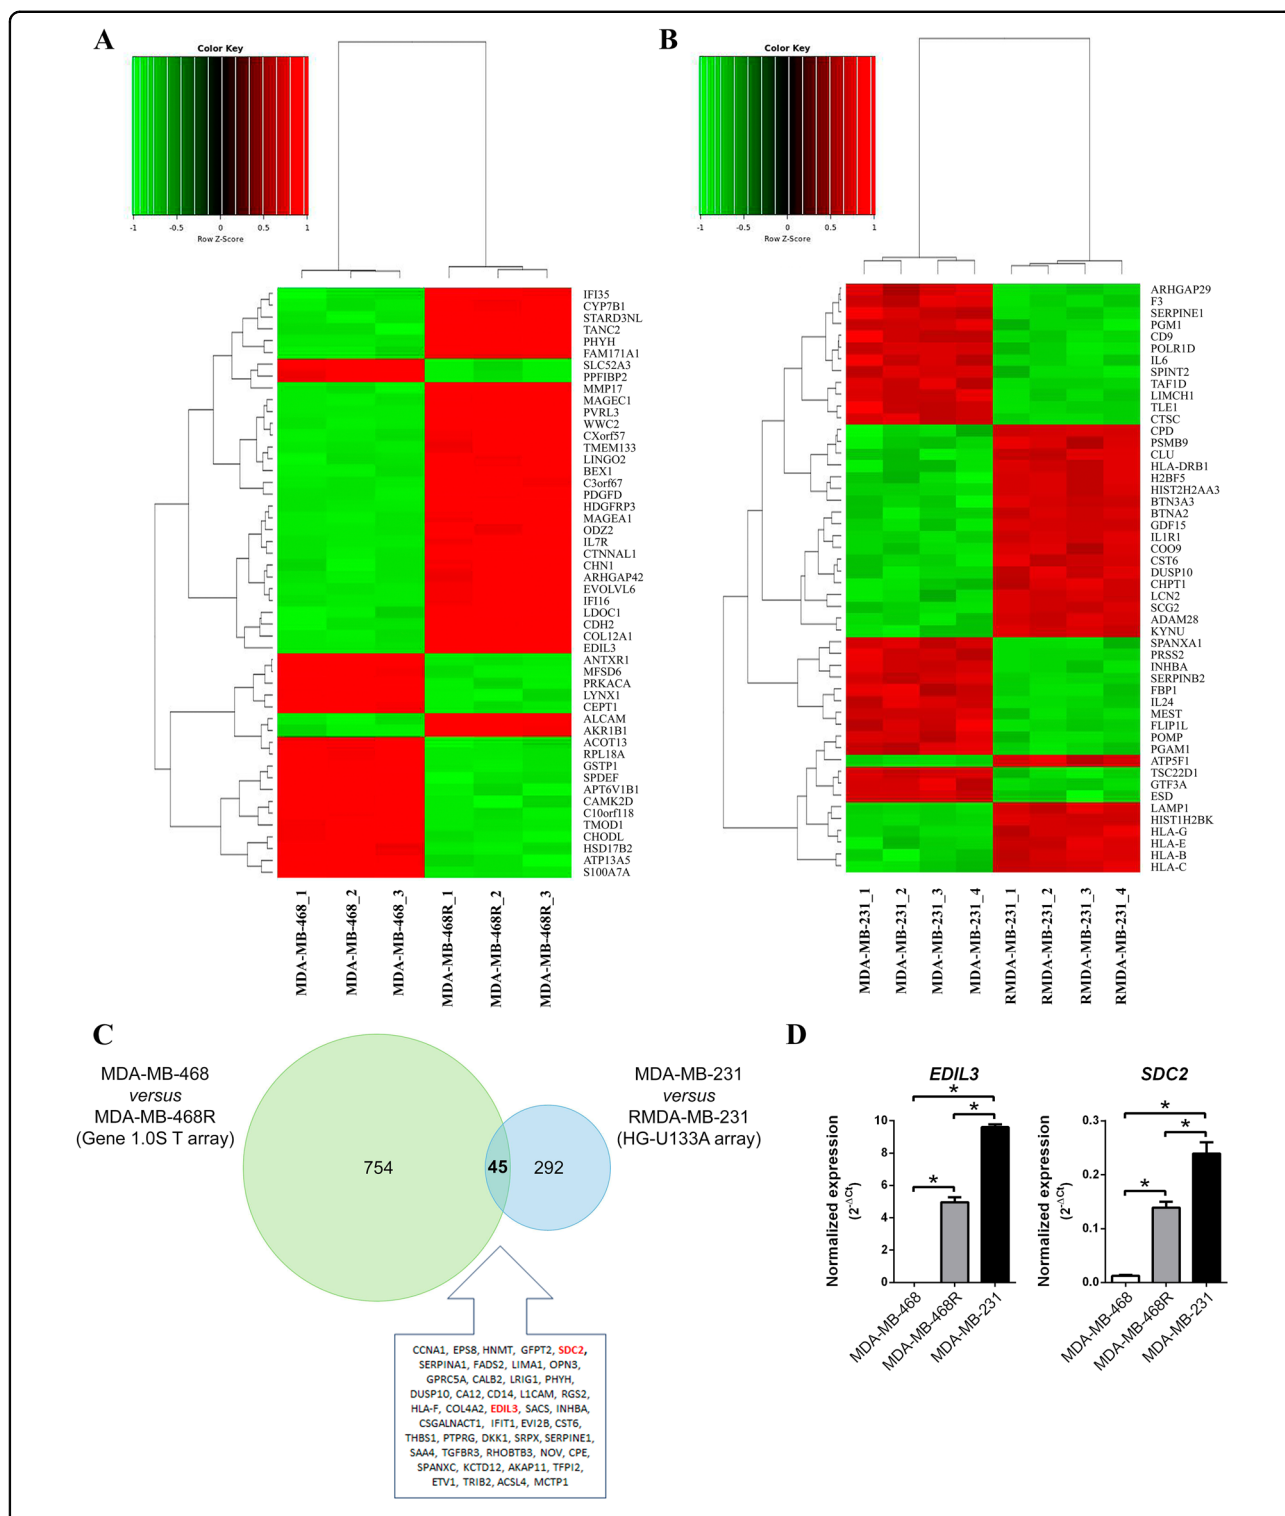 A
Color Key
-1 -0.5 0 0.5 1
Row Z-Score
IFI35
CYP7B1
STARD3NL
TANC2
PHYH
FAM171A1
SLC52A3
PPFIBP2
MMP17
MAGEC1
PVRL3
WWC2
CXorf57
TMEM133
LINGO2
BEX1
C3orf67
PDGFD
HDGFRP3
MAGEA1
ODZ2
IL7R
CTNNAL1
CHN1
ARHGAP42
EVOLVL6
IFI16
LDOC1
CDH2
COL12A1
EDIL3
ANTXR1
MFSD6
PRKACA
LYNX1
CEPT1
ALCAM
AKR1B1
ACOT13
RPL18A
GSTP1
SPDEF
APT6V1B1
CAMK2D
C10orf118
TMOD1
CHODL
HSD17B2
ATP13A5
S100A7A
MDA-MB-468_1
MDA-MB-468_2
MDA-MB-468_3
MDA-MB-468R_1
MDA-MB-468R_2
MDA-MB-468R_3
B
Color Key
-1 -0.5 0 0.5 1
Row Z-Score
ARHGAP29
F3
SERPINE1
PGM1
CD9
POLR1D
IL6
SPINT2
TAF1D
LIMCH1
TLE1
CTSC
CPD
PSMB9
CLU
HLA-DRB1
H2BF5
HIST2H2AA3
BTN3A3
BTNA2
GDF15
IL1R1
COO9
CST6
DUSP10
CHPT1
LCN2
SCG2
ADAM28
KYNU
SPANXA1
PRSS2
INHBA
SERPINB2
FBP1
IL24
MEST
FLIP1L
POMP
PGAM1
ATP5F1
TSC22D1
GTF3A
ESD
LAMP1
HIST1H2BK
HLA-G
HLA-E
HLA-B
HLA-C
MDA-MB-231_1
MDA-MB-231_2
MDA-MB-231_3
MDA-MB-231_4
RMDA-MB-231_1
RMDA-MB-231_2
RMDA-MB-231_3
RMDA-MB-231_4
C
MDA-MB-468
versus
MDA-MB-468R
(Gene 1.0S T array)
754
45
292
MDA-MB-231
versus
RMDA-MB-231
(HG-U133A array)
CCNA1, EPS8, HNMT, GFPT2, SDC2,
SERPINA1, FADS2, LIMA1, OPN3,
GPRC5A, CALB2, LRIG1, PHYH,
DUSP10, CA12, CD14, L1CAM, RGS2,
HLA-F, COL4A2, EDIL3, SACS, INHBA,
CSGALNACT1, IFIT1, EVI2B, CST6,
THBS1, PTPRG, DKK1, SRPX, SERPINE1,
SAA4, TGFBR3, RHOBTB3, NOV, CPE,
SPANXC, KCTD12, AKAP11, TFPI2,
ETV1, TRIB2, ACSL4, MCTP1
D
EDIL3
Normalized expression
(2-ΔCt)
10
8
6
4
2
0
* * *
MDA-MB-468
MDA-MB-468R
MDA-MB-231
SDC2
Normalized expression
(2-ΔCt)
0.3
0.2
0.1
0.0
* * *
MDA-MB-468
MDA-MB-468R
MDA-MB-231